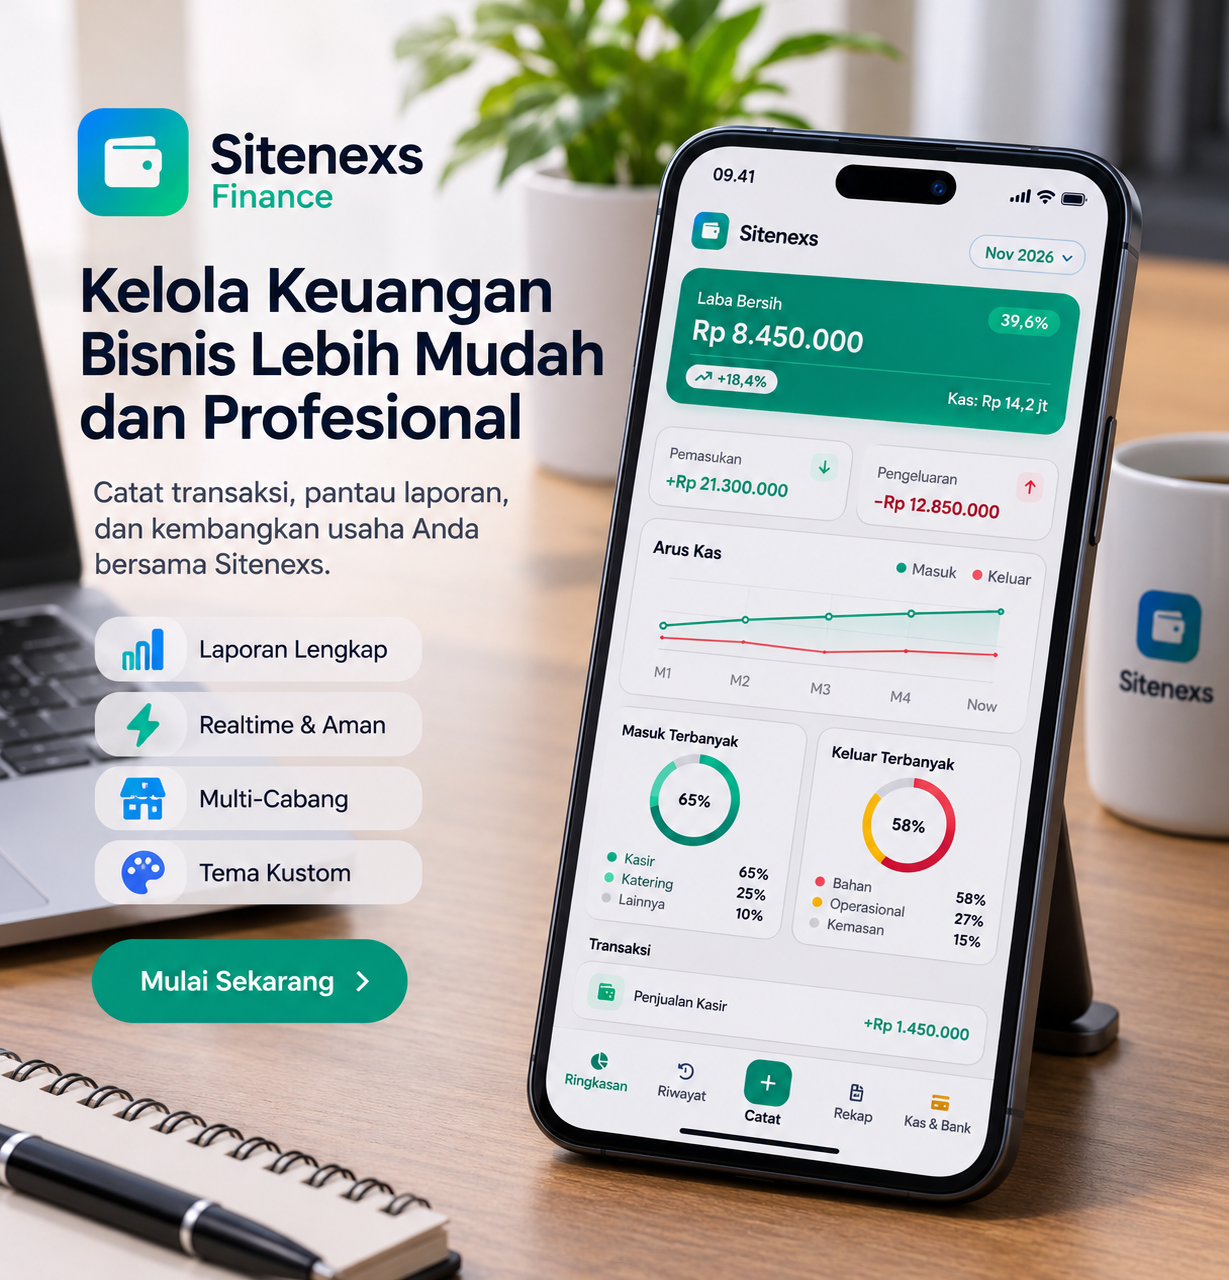 Sitenexs
Finance
Kelola Keuangan
Bisnis Lebih Mudah
dan Profesional
Catat transaksi, pantau laporan,
dan kembangkan usaha Anda
bersama Sitenexs.
Laporan Lengkap
Realtime & Aman
Multi-Cabang
Tema Kustom
Mulai Sekarang
09.41
Sitenexs
Nov 2026
Laba Bersih
39,6%
Rp 8.450.000
+18,4%
Kas: Rp 14,2 jt
Pemasukan
+Rp 21.300.000
Pengeluaran
−Rp 12.850.000
Arus Kas
Masuk
Keluar
M1
M2
M3
M4
Now
Masuk Terbanyak
65%
Kasir 65%
Katering 25%
Lainnya 10%
Keluar Terbanyak
58%
Bahan 58%
Operasional 27%
Kemasan 15%
Transaksi
Penjualan Kasir
+Rp 1.450.000
Ringkasan
Riwayat
Catat
Rekap
Kas & Bank
Sitenexs